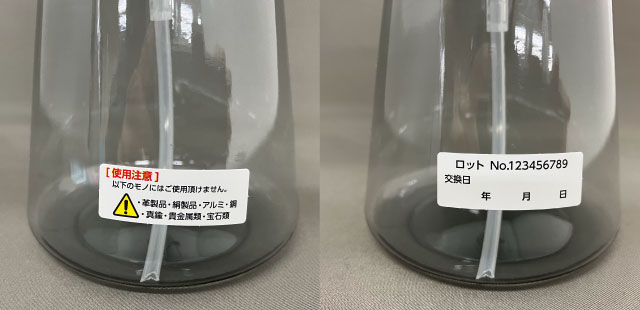 [ 使用注意 ]
以下のモノにはご使用頂けません。
・革製品・絹製品・アルミ・銅
・真鍮・貴金属類・宝石類
ロット No.123456789
交換日
年 月 日